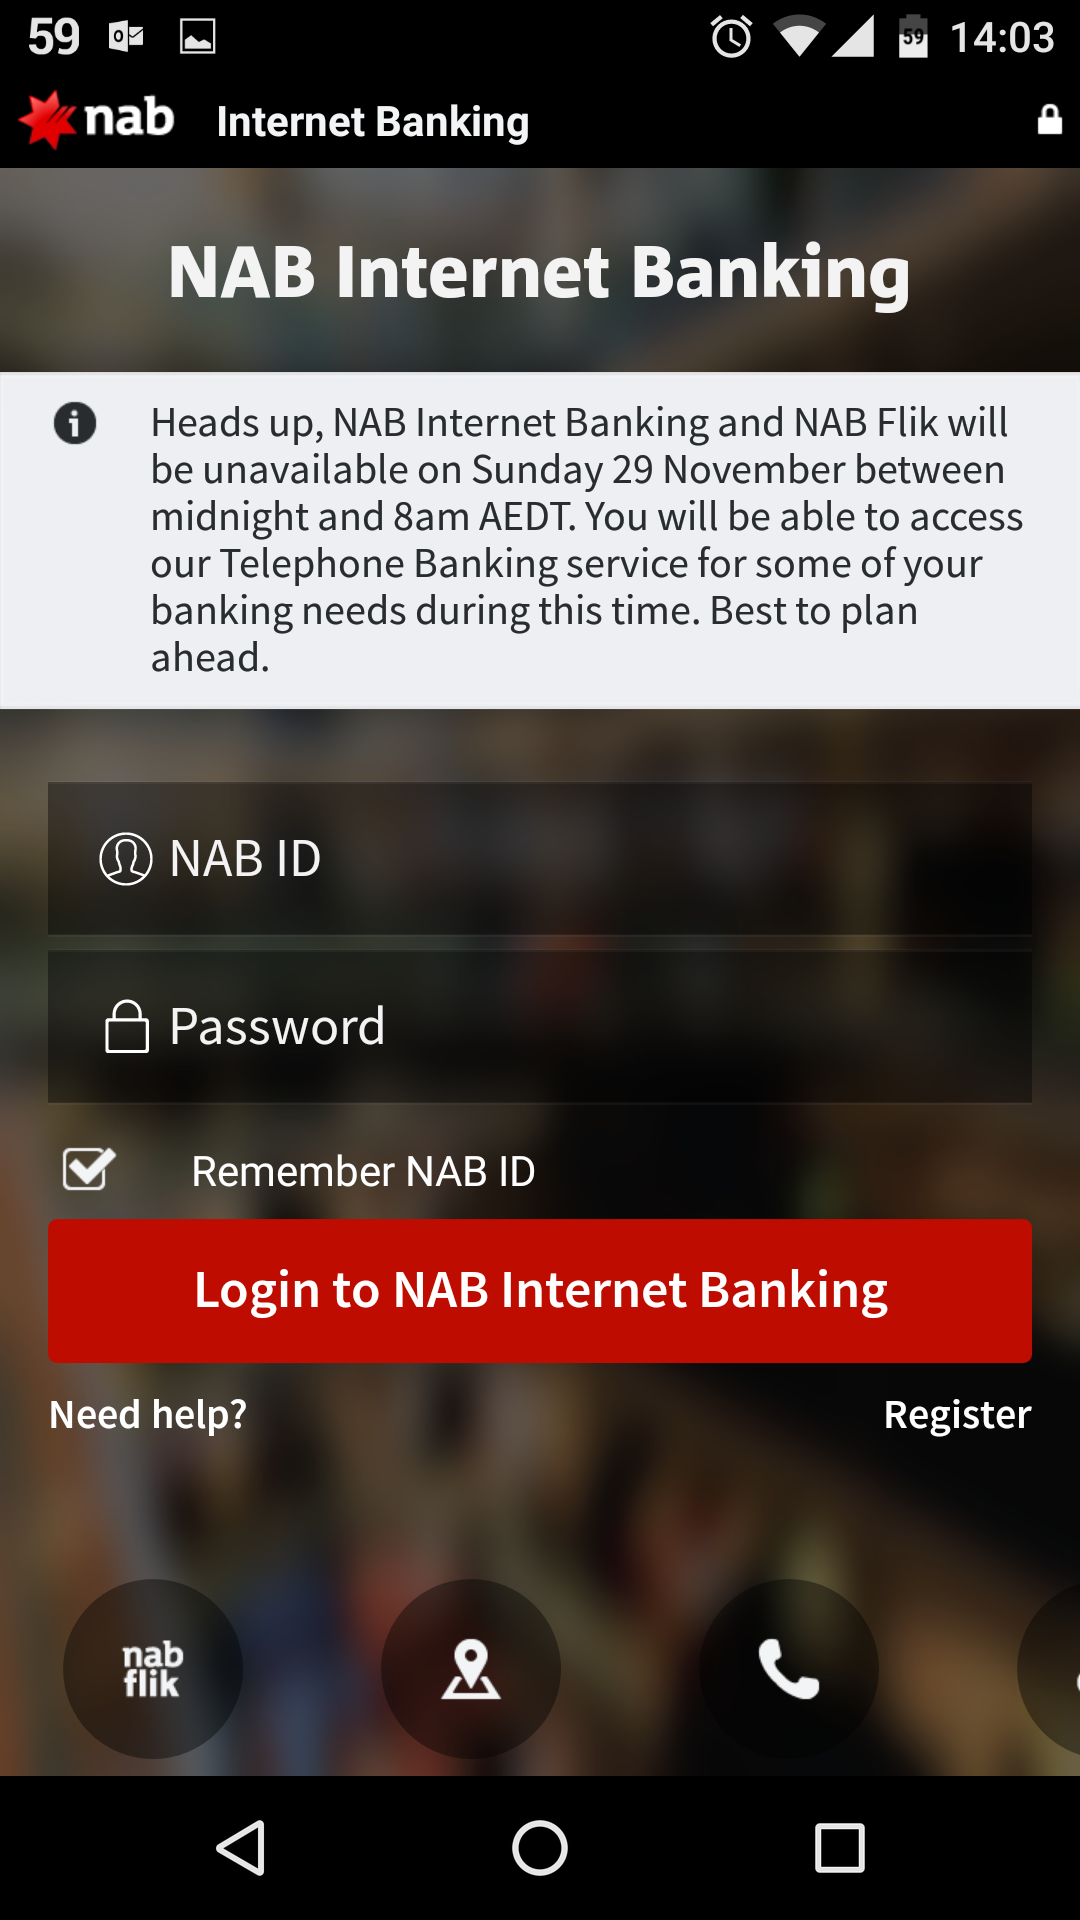 59 59 14:03
nab Internet Banking
NAB Internet Banking
Heads up, NAB Internet Banking and NAB Flik will
be unavailable on Sunday 29 November between
midnight and 8am AEDT. You will be able to access
our Telephone Banking service for some of your
banking needs during this time. Best to plan
ahead.
NAB ID
Password
Remember NAB ID
Login to NAB Internet Banking
Need help? Register
nab
flik